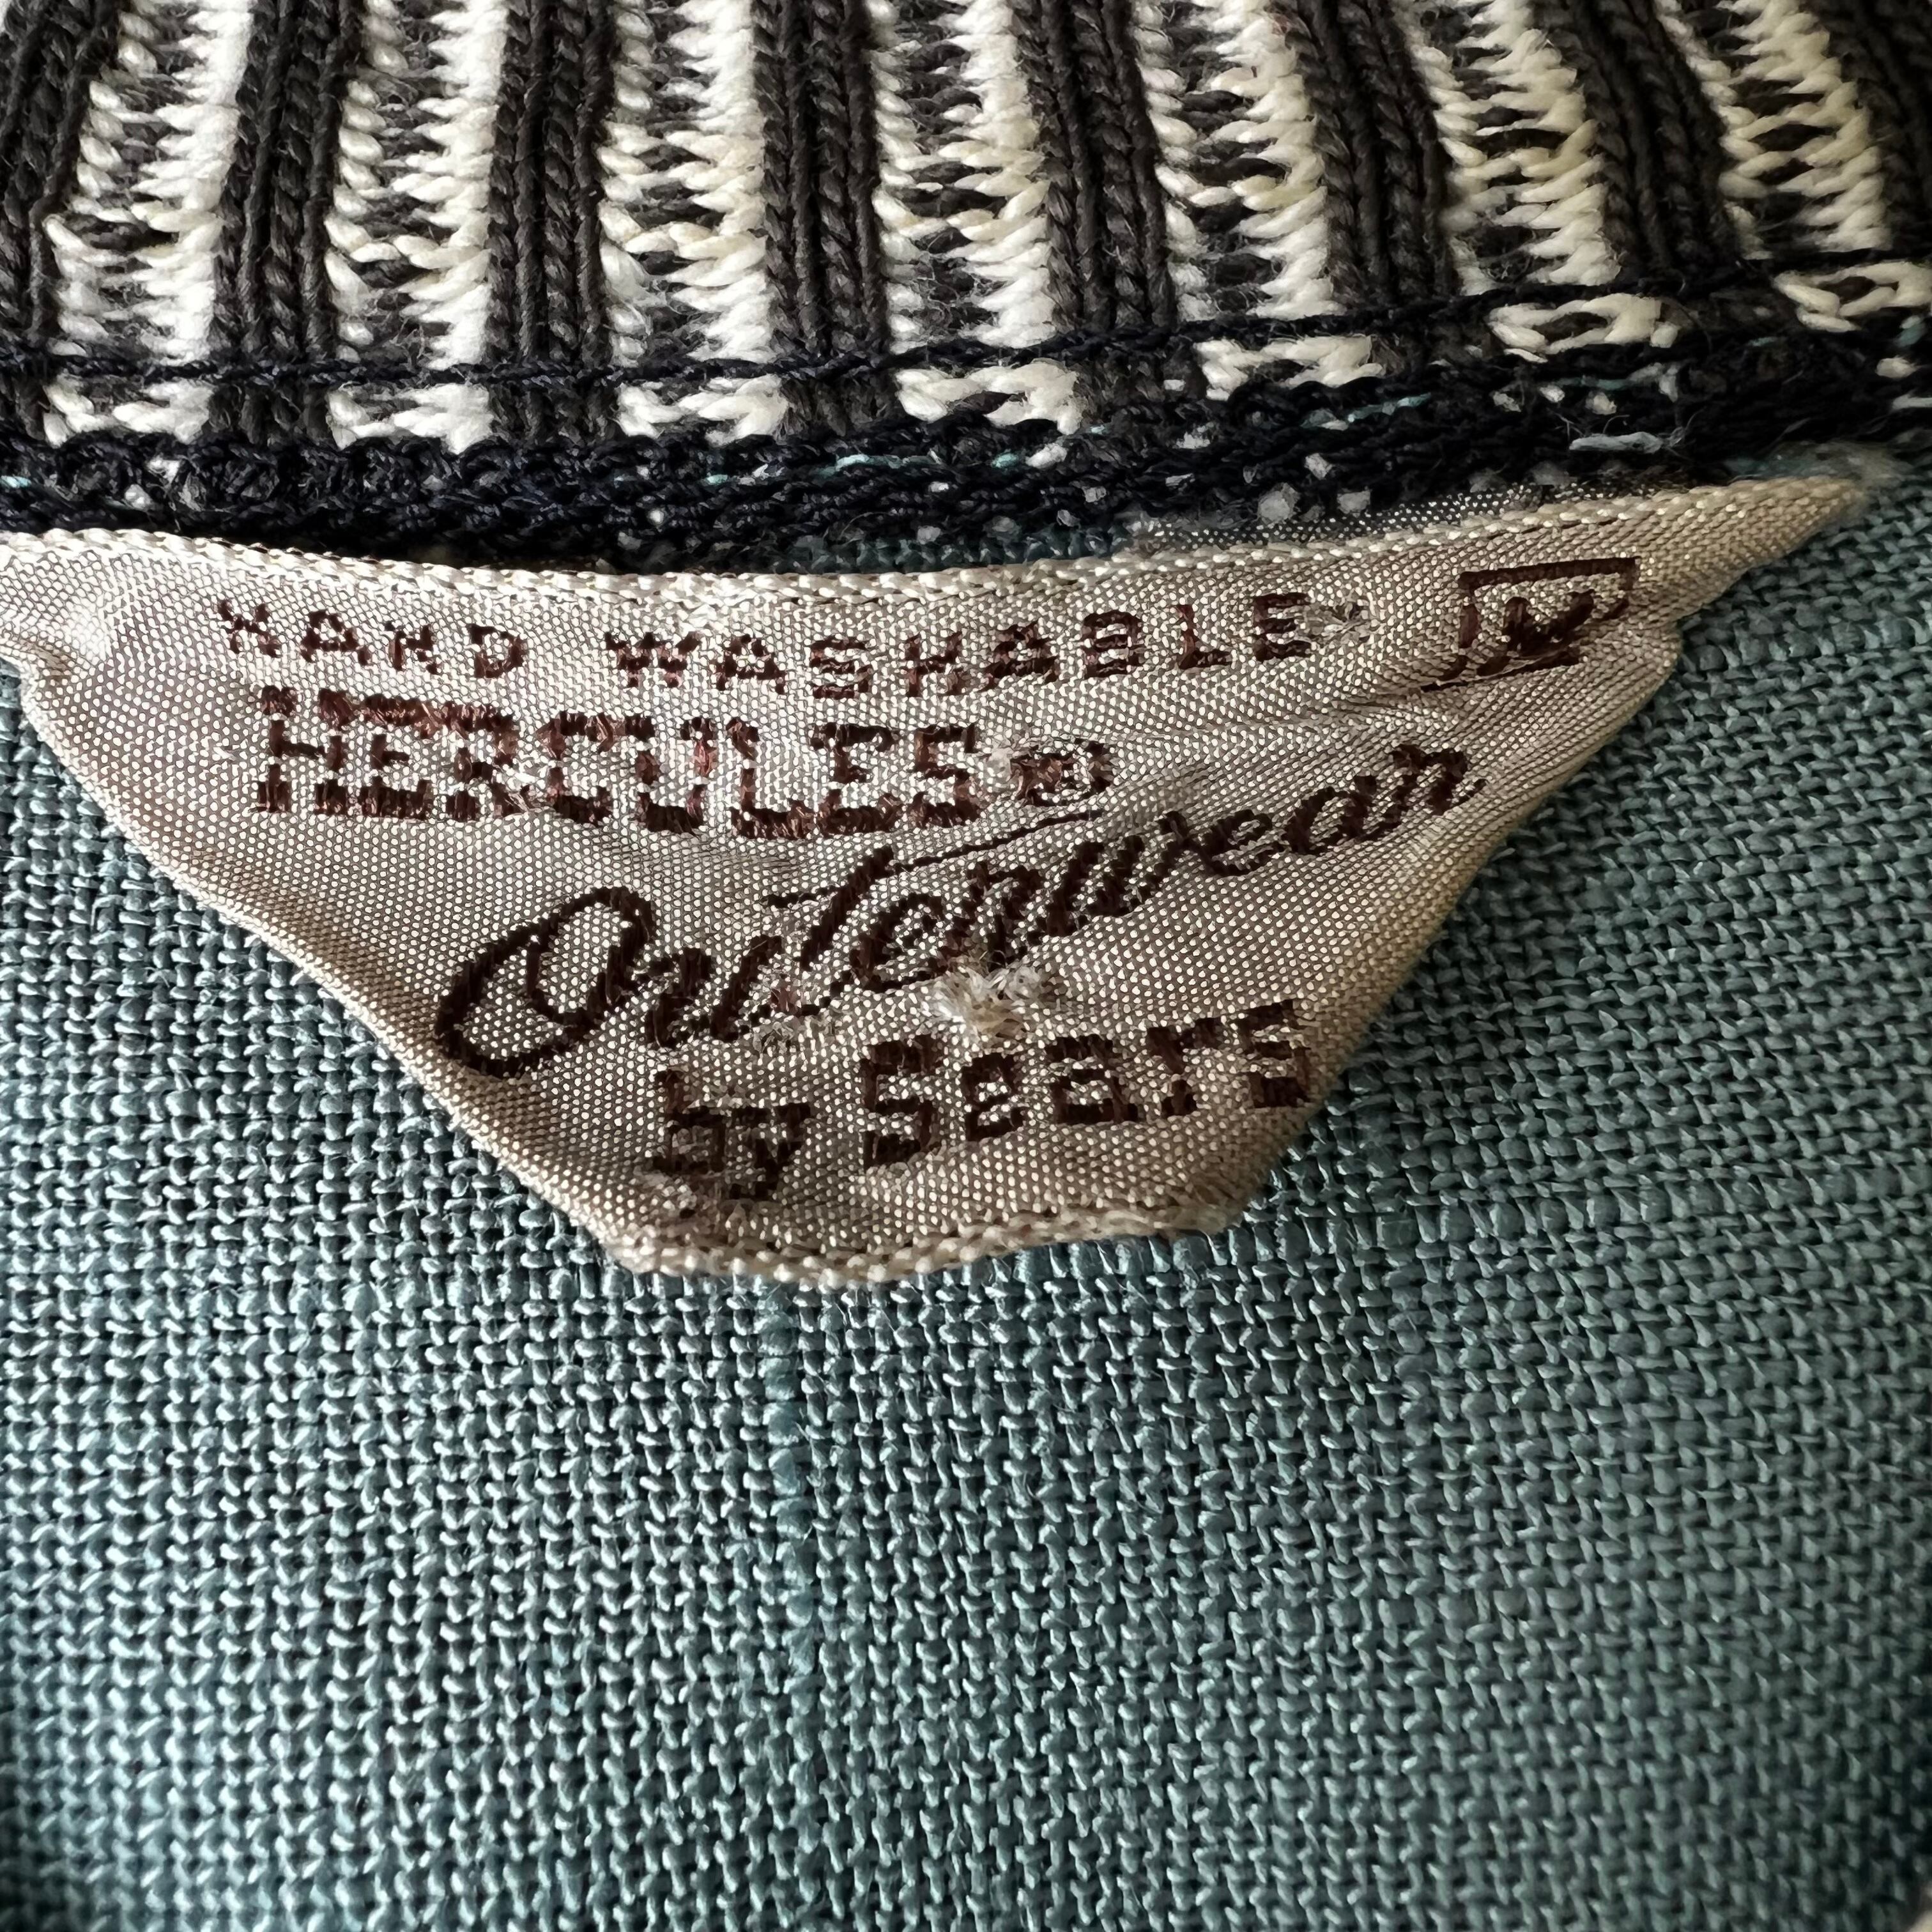 HAND WASHABLE M
HERCULES®
Outerwear
by Sears